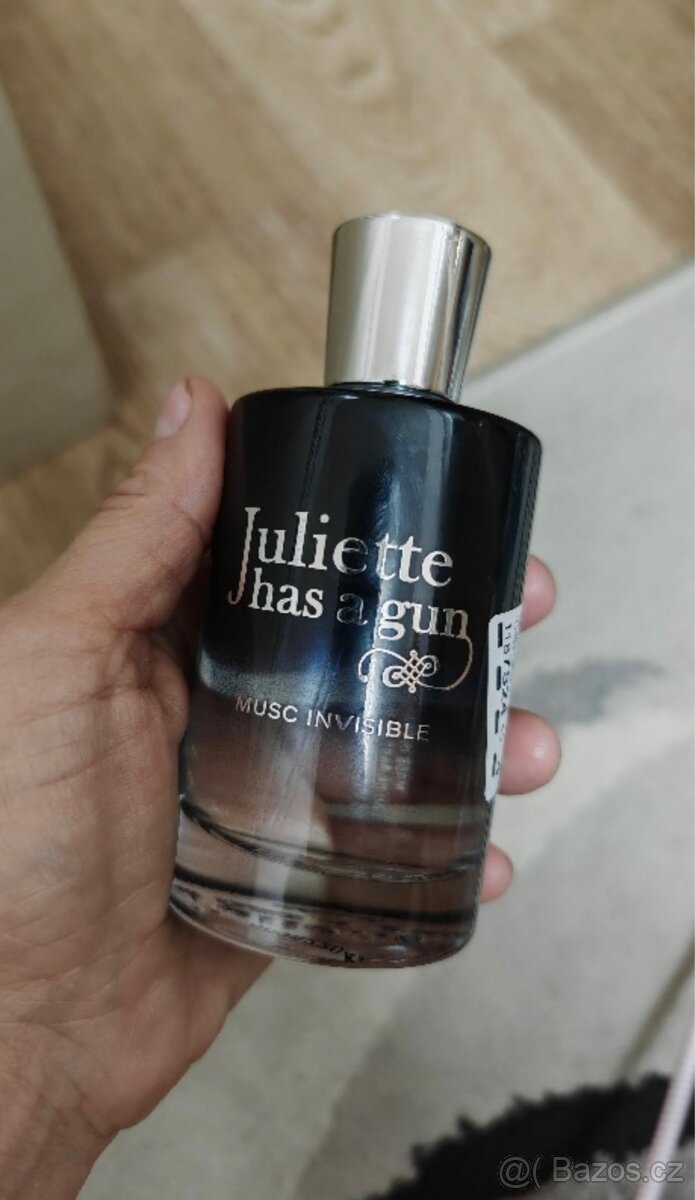 Juliette
has a gun
MUSC INVISIBLE
@( Bazos.cz